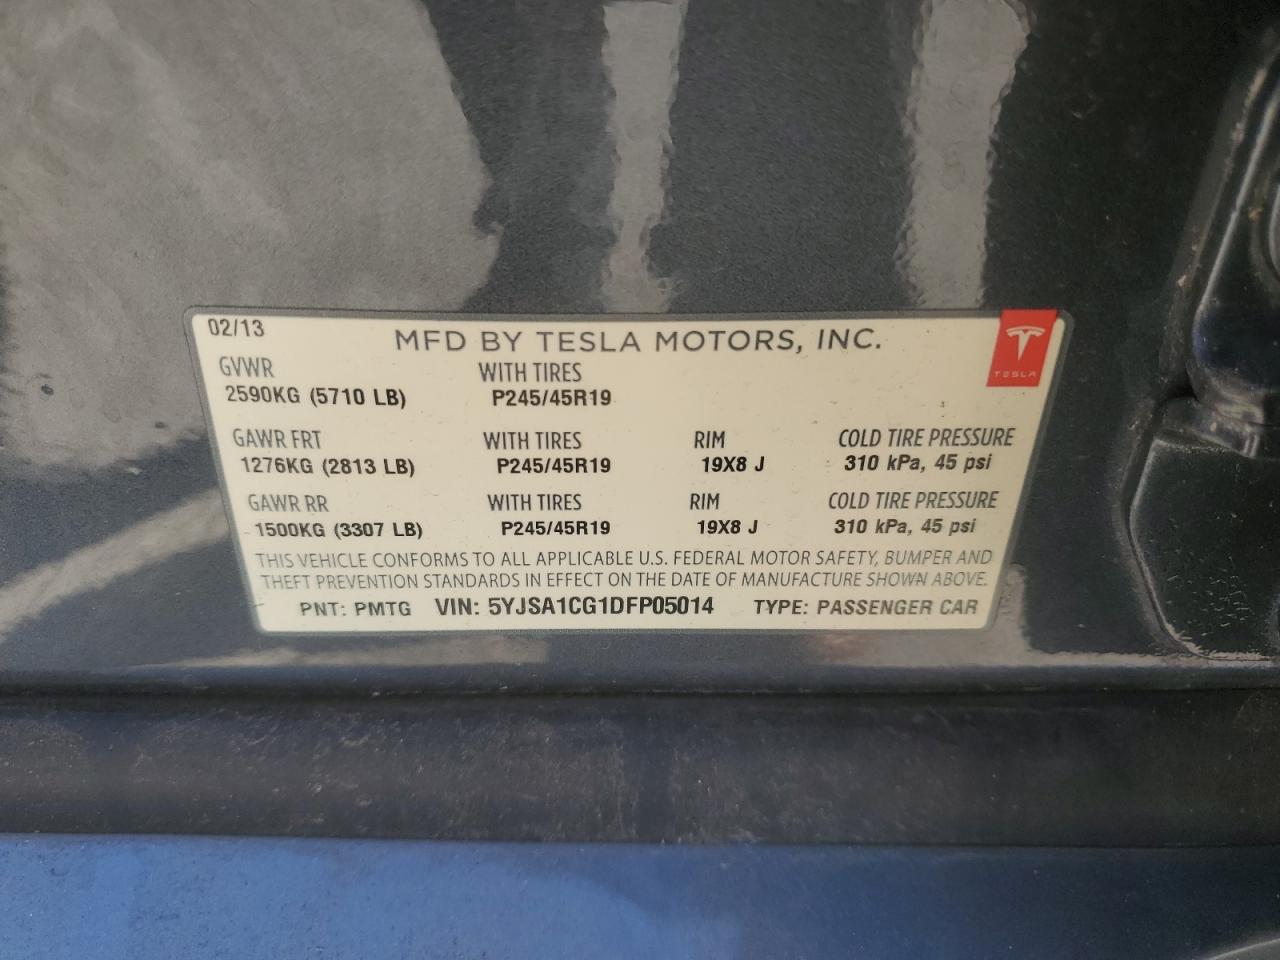 02/13
MFD BY TESLA MOTORS, INC.
TESLA
GVWR WITH TIRES
2590KG (5710 LB) P245/45R19
GAWR FRT WITH TIRES RIM COLD TIRE PRESSURE
1276KG (2813 LB) P245/45R19 19X8 J 310 kPa, 45 psi
GAWR RR WITH TIRES RIM COLD TIRE PRESSURE
1500KG (3307 LB) P245/45R19 19X8 J 310 kPa, 45 psi
THIS VEHICLE CONFORMS TO ALL APPLICABLE U.S. FEDERAL MOTOR SAFETY, BUMPER AND
THEFT PREVENTION STANDARDS IN EFFECT ON THE DATE OF MANUFACTURE SHOWN ABOVE.
PNT: PMTG VIN: 5YJSA1CG1DFP05014 TYPE: PASSENGER CAR